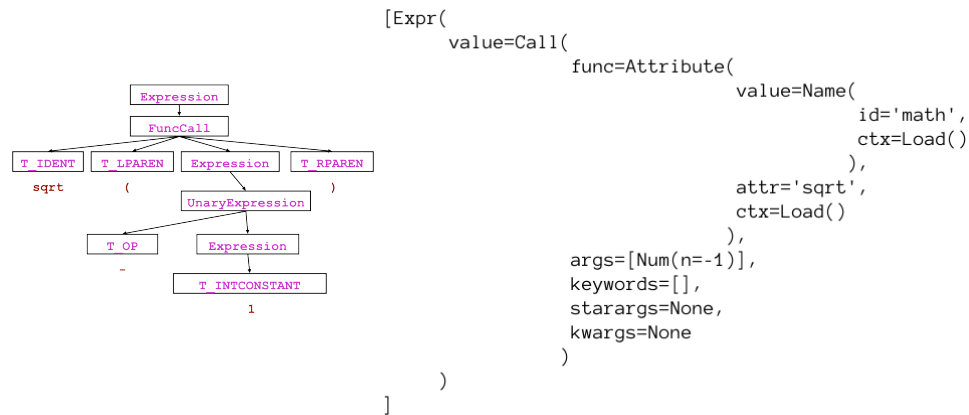 Expression
FuncCall
T_IDENT T_LPAREN Expression T_RPAREN
sqrt ( )
UnaryExpression
T_OP Expression
-
T_INTCONSTANT
1
[Expr(
value=Call(
func=Attribute(
value=Name(
id='math',
ctx=Load()
),
attr='sqrt',
ctx=Load()
),
args=[Num(n=-1)],
keywords=[],
starargs=None,
kwargs=None
)
)
]